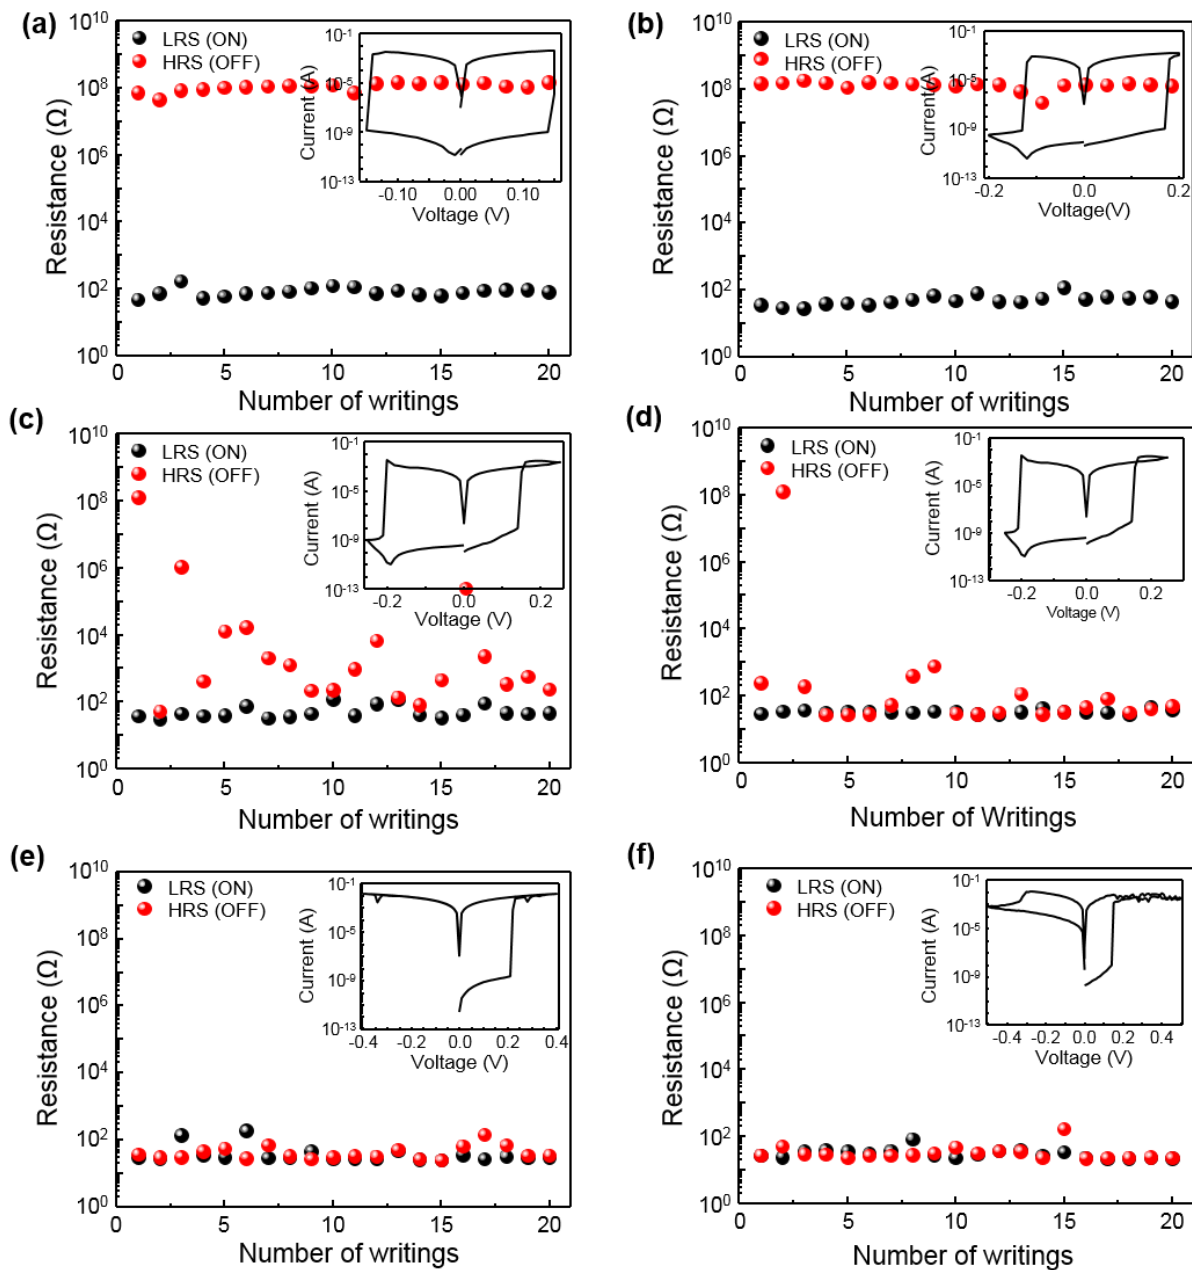 (a)
Resistance (Ω)
10^10
10^8
10^6
10^4
10^2
10^0
LRS (ON)
HRS (OFF)
Current (A)
10^-1
10^-5
10^-9
10^-13
-0.10 0.00 0.10
Voltage (V)
0 5 10 15 20
Number of writings
(b)
Resistance (Ω)
10^10
10^8
10^6
10^4
10^2
10^0
LRS (ON)
HRS (OFF)
Current(A)
10^-1
10^-5
10^-9
10^-13
-0.2 0.0 0.2
Voltage(V)
0 5 10 15 20
Number of writings
(c)
Resistance (Ω)
10^10
10^8
10^6
10^4
10^2
10^0
LRS (ON)
HRS (OFF)
Current (A)
10^-1
10^-5
10^-9
10^-13
-0.2 0.0 0.2
Voltage (V)
0 5 10 15 20
Number of writings
(d)
Resistance (Ω)
10^10
10^8
10^6
10^4
10^2
10^0
LRS (ON)
HRS (OFF)
Current (A)
10^-1
10^-5
10^-9
10^-13
-0.2 0.0 0.2
Voltage (V)
0 5 10 15 20
Number of Writings
(e)
Resistance (Ω)
10^10
10^8
10^6
10^4
10^2
10^0
LRS (ON)
HRS (OFF)
Current (A)
10^-1
10^-5
10^-9
10^-13
-0.4 -0.2 0.0 0.2 0.4
Voltage (V)
0 5 10 15 20
Number of writings
(f)
Resistance (Ω)
10^10
10^8
10^6
10^4
10^2
10^0
LRS (ON)
HRS (OFF)
Current (A)
10^-1
10^-5
10^-9
10^-13
-0.4 -0.2 0.0 0.2 0.4
Voltage (V)
0 5 10 15 20
Number of writings